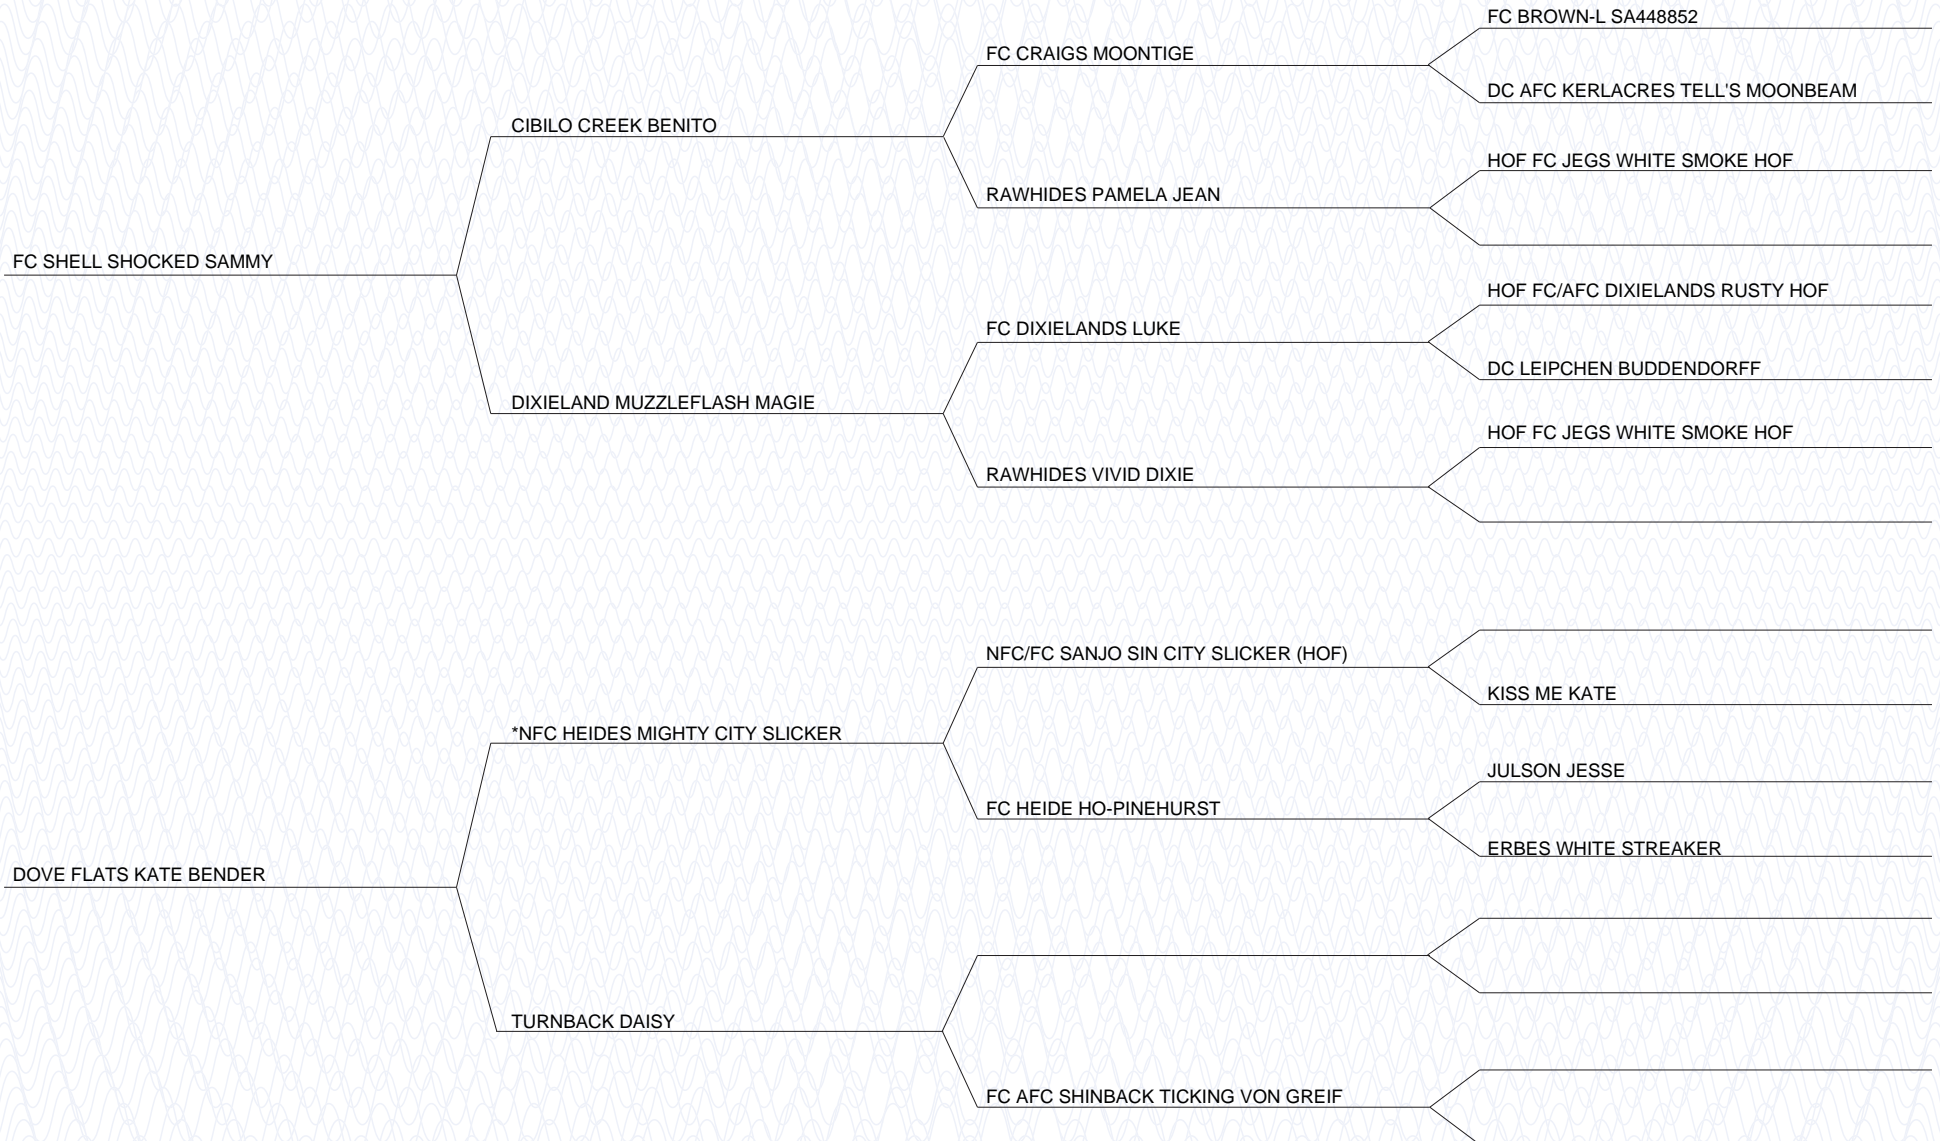 FC BROWN-L SA448852
FC CRAIGS MOONTIGE
DC AFC KERLACRES TELL'S MOONBEAM
CIBILO CREEK BENITO
HOF FC JEGS WHITE SMOKE HOF
RAWHIDES PAMELA JEAN
FC SHELL SHOCKED SAMMY
HOF FC/AFC DIXIELANDS RUSTY HOF
FC DIXIELANDS LUKE
DC LEIPCHEN BUDDENDORFF
DIXIELAND MUZZLEFLASH MAGIE
HOF FC JEGS WHITE SMOKE HOF
RAWHIDES VIVID DIXIE
NFC/FC SANJO SIN CITY SLICKER (HOF)
KISS ME KATE
*NFC HEIDES MIGHTY CITY SLICKER
JULSON JESSE
FC HEIDE HO-PINEHURST
ERBES WHITE STREAKER
DOVE FLATS KATE BENDER
TURNBACK DAISY
FC AFC SHINBACK TICKING VON GREIF